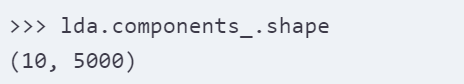 >>> lda.components_.shape
(10, 5000)